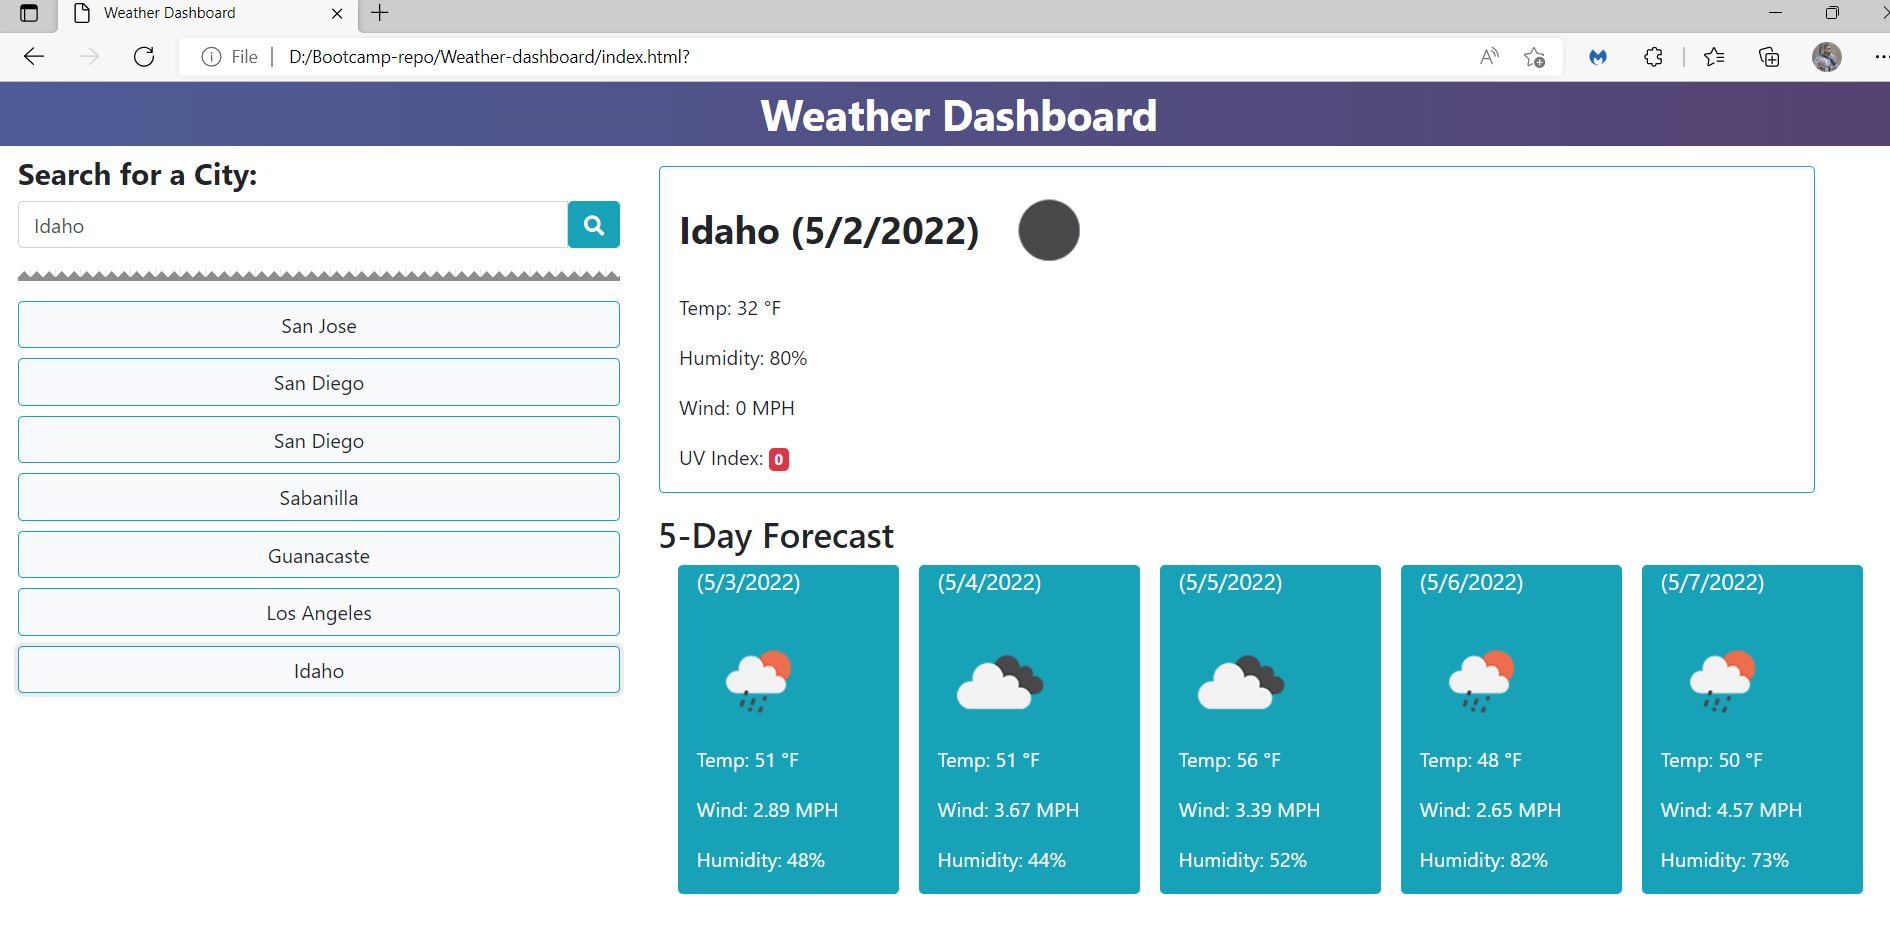 Weather Dashboard
File
D:/Bootcamp-repo/Weather-dashboard/index.html?
Weather Dashboard
Search for a City:
Idaho
San Jose
San Diego
San Diego
Sabanilla
Guanacaste
Los Angeles
Idaho
Idaho (5/2/2022)
Temp: 32 °F
Humidity: 80%
Wind: 0 MPH
UV Index: 0
5-Day Forecast
(5/3/2022)
Temp: 51 °F
Wind: 2.89 MPH
Humidity: 48%
(5/4/2022)
Temp: 51 °F
Wind: 3.67 MPH
Humidity: 44%
(5/5/2022)
Temp: 56 °F
Wind: 3.39 MPH
Humidity: 52%
(5/6/2022)
Temp: 48 °F
Wind: 2.65 MPH
Humidity: 82%
(5/7/2022)
Temp: 50 °F
Wind: 4.57 MPH
Humidity: 73%